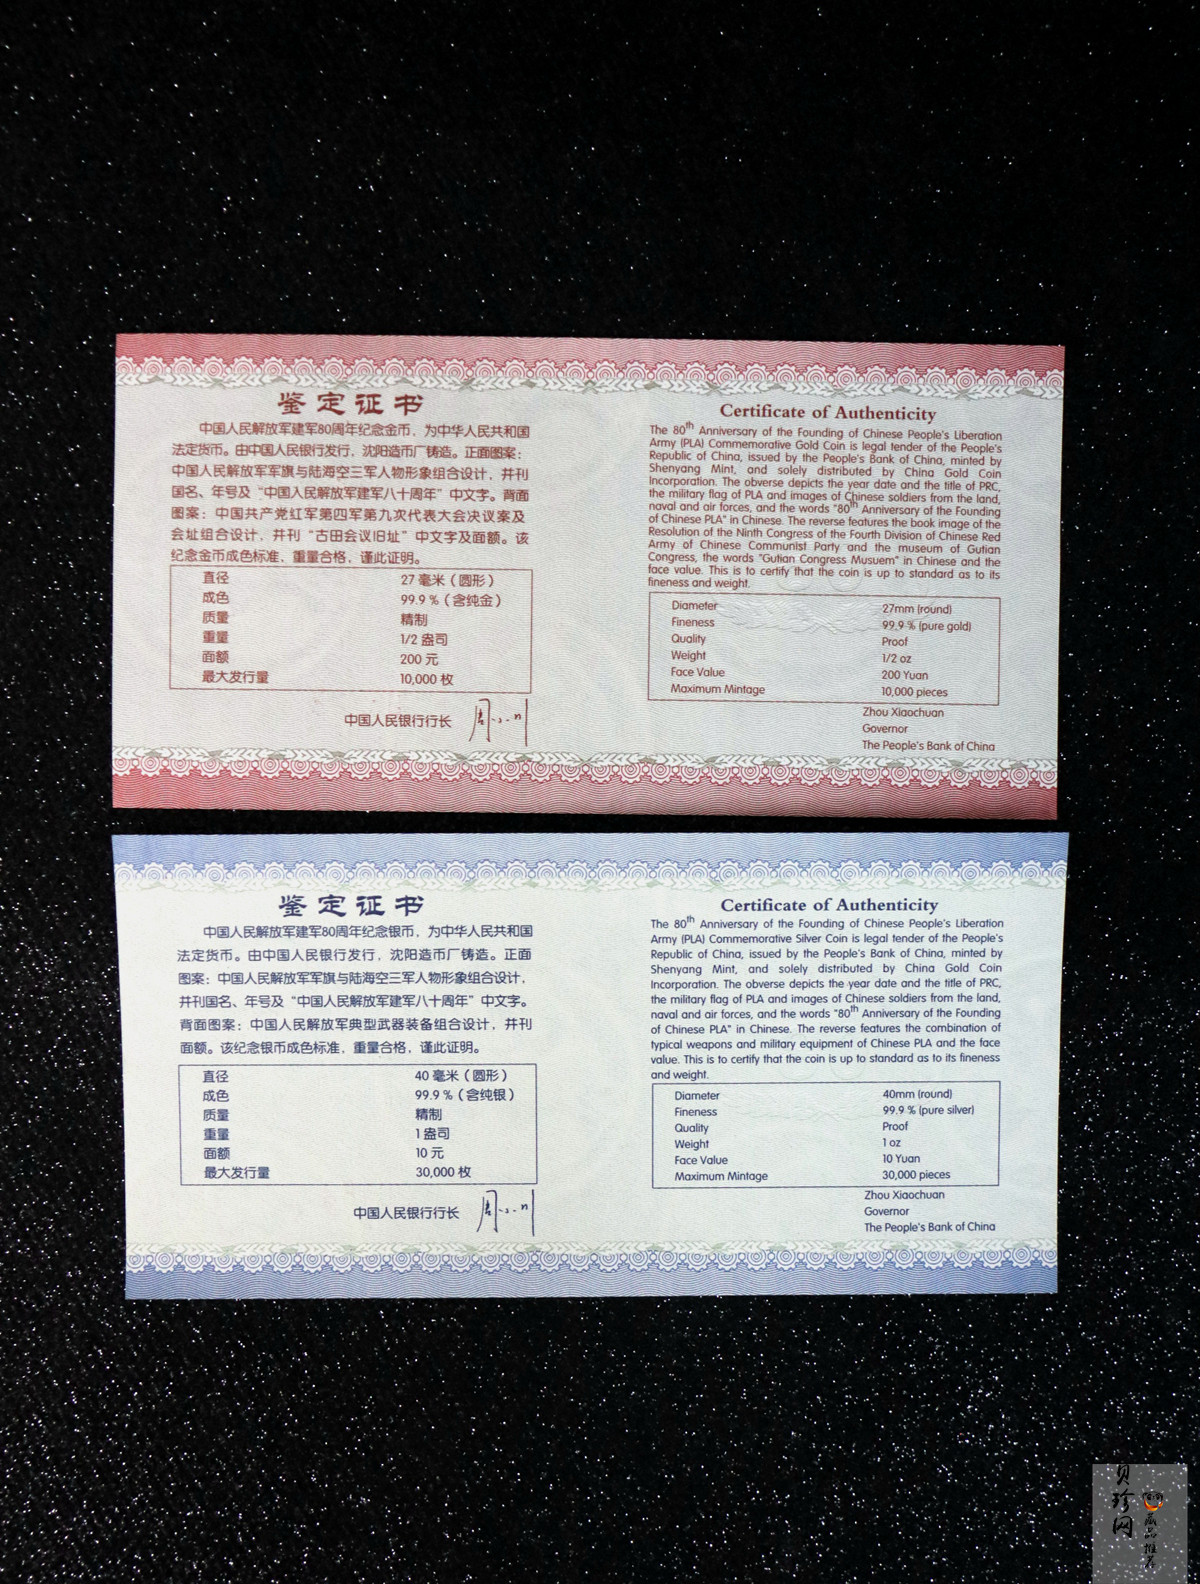 鉴定证书
中国人民解放军建军80周年纪念金币，为中华人民共和国
法定货币。由中国人民银行发行，沈阳造币厂铸造。正面图案：
中国人民解放军军旗与陆海空三军人物形象组合设计，并刊
国名、年号及“中国人民解放军建军八十周年”中文字。背面
图案：中国共产党红军第四军第九次代表大会决议案及
会址组合设计，并刊“古田会议旧址”中文字及面额。该
纪念金币成色标准，重量合格，谨此证明。
直径 27 毫米（圆形）
成色 99.9 %（含纯金）
质量 精制
重量 1/2 盎司
面额 200 元
最大发行量 10,000 枚
中国人民银行行长
Certificate of Authenticity
The 80th Anniversary of the Founding of Chinese People's Liberation
Army (PLA) Commemorative Gold Coin is legal tender of the People's
Republic of China, issued by the People's Bank of China, minted by
Shenyang Mint, and solely distributed by China Gold Coin
Incorporation. The obverse depicts the year date and the title of PRC,
the military flag of PLA and images of Chinese soldiers from the land,
naval and air forces, and the words "80th Anniversary of the Founding
of Chinese PLA" in Chinese. The reverse features the book image of the
Resolution of the Ninth Congress of the Fourth Division of Chinese Red
Army of Chinese Communist Party and the museum of Gutian
Congress, the words "Gutian Congress Musuem" in Chinese and the
face value. This is to certify that the coin is up to standard as to its
fineness and weight.
Diameter 27mm (round)
Fineness 99.9 % (pure gold)
Quality Proof
Weight 1/2 oz
Face Value 200 Yuan
Maximum Mintage 10,000 pieces
Zhou Xiaochuan
Governor
The People's Bank of China
鉴定证书
中国人民解放军建军80周年纪念银币，为中华人民共和国
法定货币。由中国人民银行发行，沈阳造币厂铸造。正面
图案：中国人民解放军军旗与陆海空三军人物形象组合设计，
并刊国名、年号及“中国人民解放军建军八十周年”中文字。
背面图案：中国人民解放军典型武器装备组合设计，并刊
面额。该纪念银币成色标准，重量合格，谨此证明。
直径 40 毫米（圆形）
成色 99.9 %（含纯银）
质量 精制
重量 1 盎司
面额 10 元
最大发行量 30,000 枚
中国人民银行行长
Certificate of Authenticity
The 80th Anniversary of the Founding of Chinese People's Liberation
Army (PLA) Commemorative Silver Coin is legal tender of the People's
Republic of China, issued by the People's Bank of China, minted by
Shenyang Mint, and solely distributed by China Gold Coin
Incorporation. The obverse depicts the year date and the title of PRC,
the military flag of PLA and images of Chinese soldiers from the land,
naval and air forces, and the words "80th Anniversary of the Founding
of Chinese PLA" in Chinese. The reverse features the combination of
typical weapons and military equipment of Chinese PLA and the face
value. This is to certify that the coin is up to standard as to its fineness
and weight.
Diameter 40mm (round)
Fineness 99.9 % (pure silver)
Quality Proof
Weight 1 oz
Face Value 10 Yuan
Maximum Mintage 30,000 pieces
Zhou Xiaochuan
Governor
The People's Bank of China
贝珍网
藏品推荐